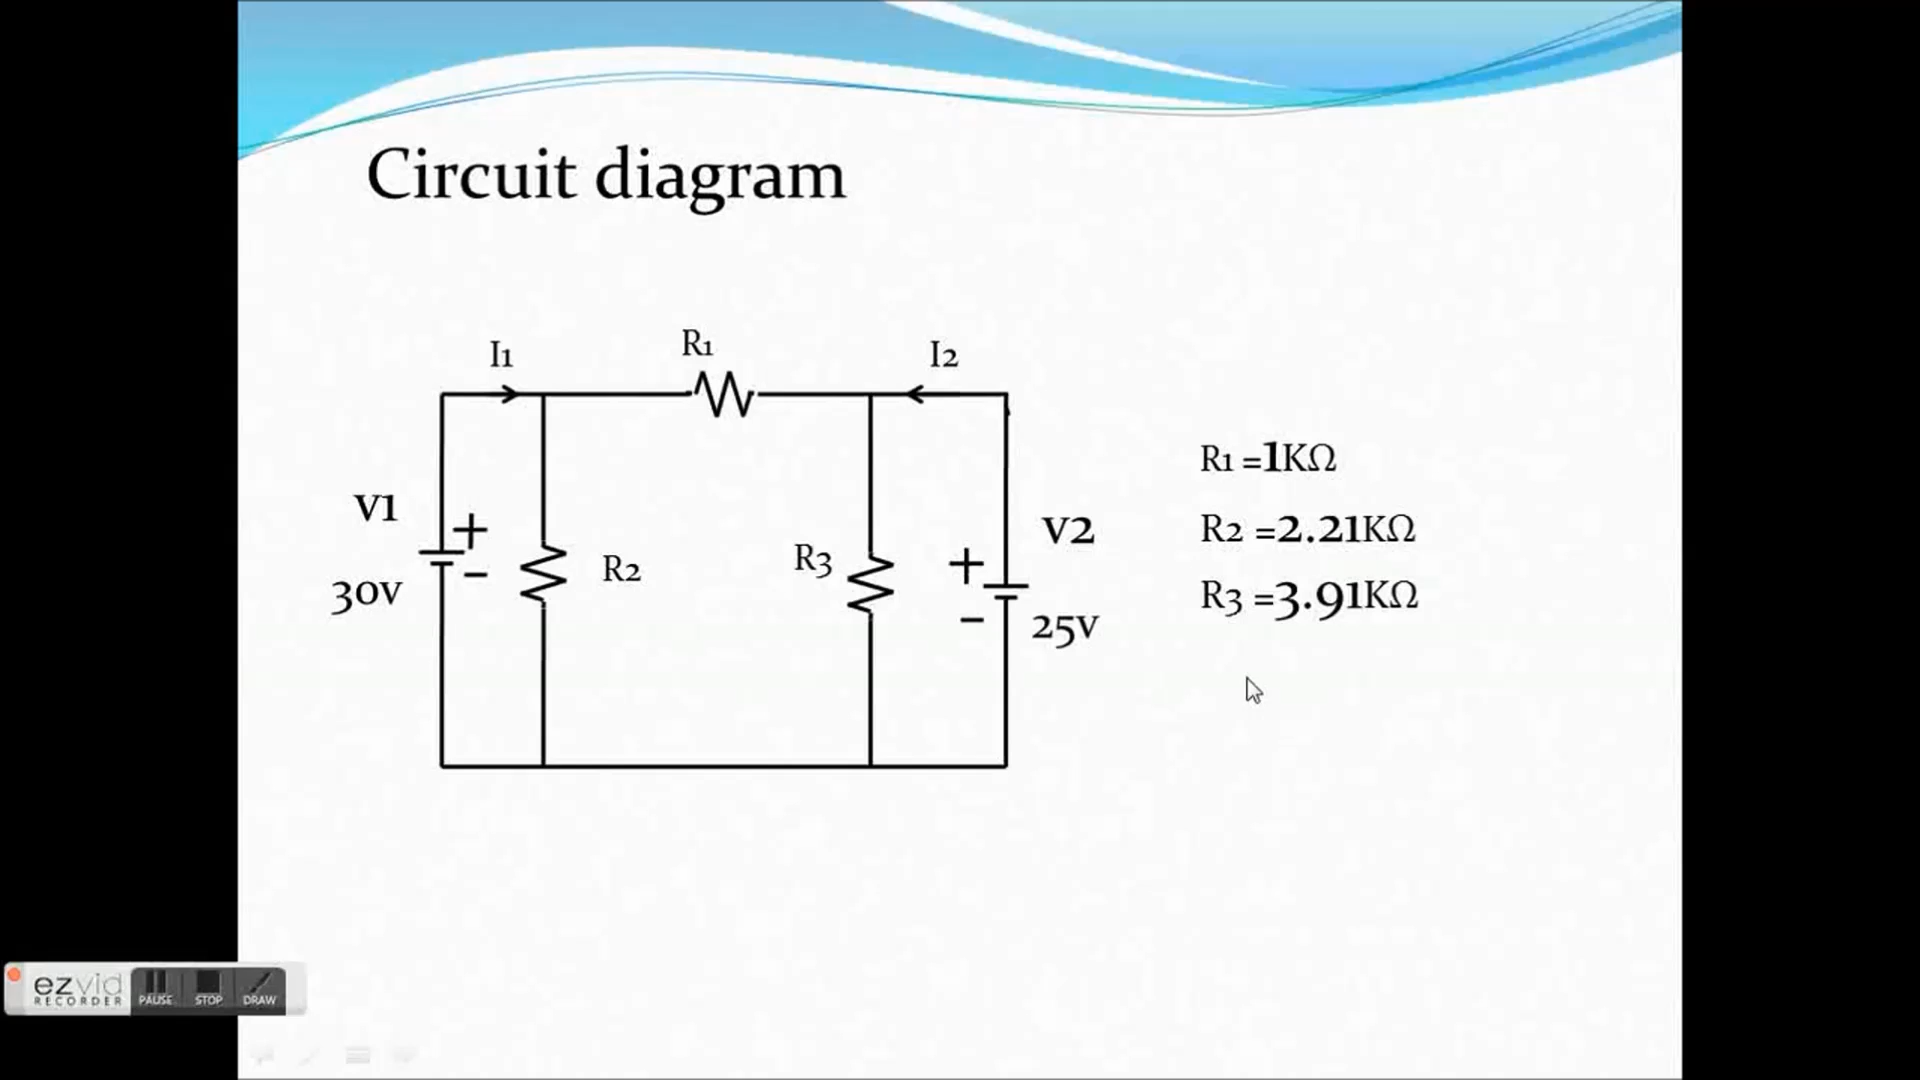 Circuit diagram
I1
R1
I2
V1
+
-
30v
R2
R3
+
-
V2
25v
R1 =1KΩ
R2 =2.21KΩ
R3 =3.91KΩ
ezvid
RECORDER
PAUSE
STOP
DRAW